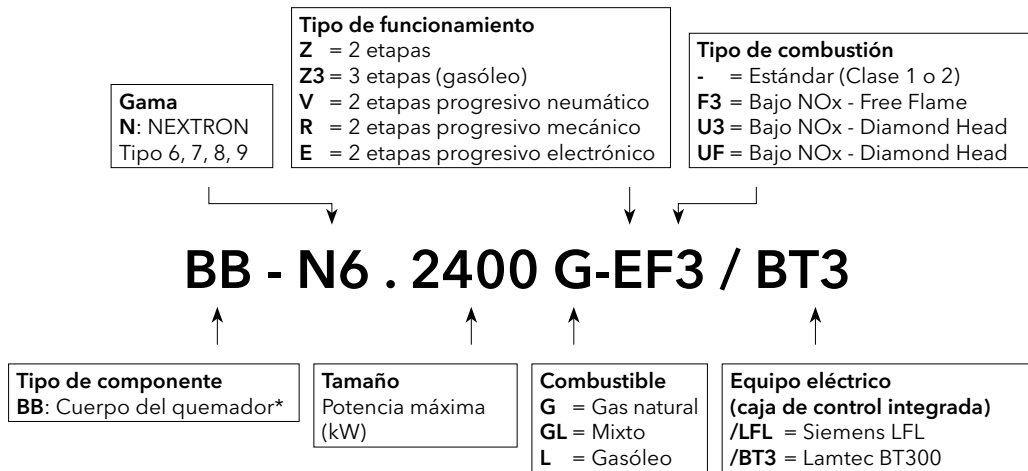 Tipo de funcionamiento
Z = 2 etapas
Z3 = 3 etapas (gasóleo)
V = 2 etapas progresivo neumático
R = 2 etapas progresivo mecánico
E = 2 etapas progresivo electrónico
Tipo de combustión
- = Estándar (Clase 1 o 2)
F3 = Bajo NOx - Free Flame
U3 = Bajo NOx - Diamond Head
UF = Bajo NOx - Diamond Head
Gama
N: NEXTRON
Tipo 6, 7, 8, 9
BB - N6 . 2400 G-EF3 / BT3
Tipo de componente
BB: Cuerpo del quemador*
Tamaño
Potencia máxima
(kW)
Combustible
G = Gas natural
GL = Mixto
L = Gasóleo
Equipo eléctrico
(caja de control integrada)
/LFL = Siemens LFL
/BT3 = Lamtec BT300